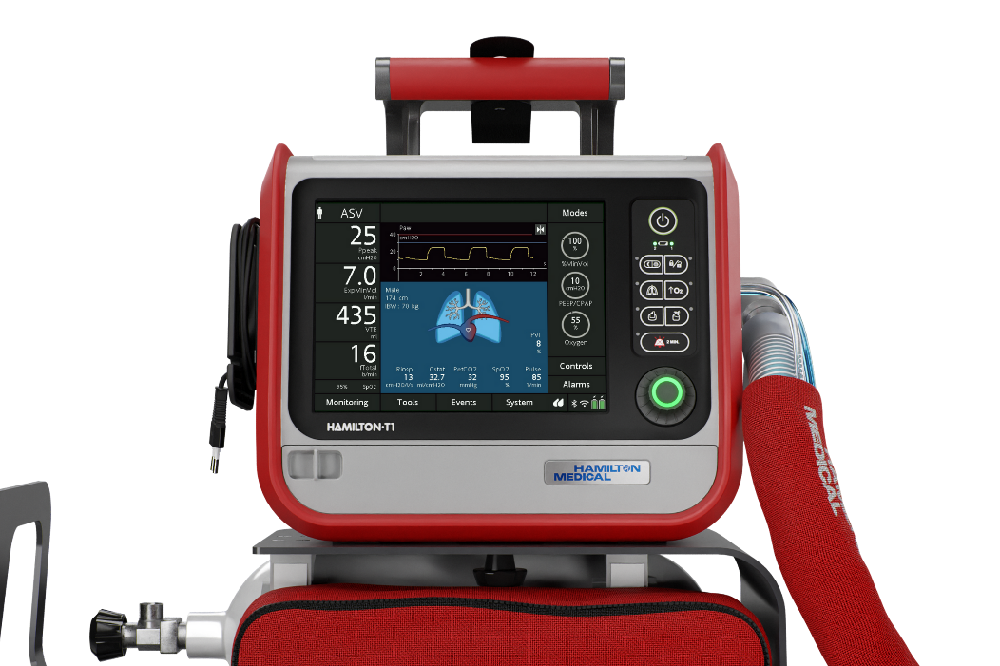 ASV
25
Ppeak
cmH2O
7.0
ExpMinVol
l/min
435
VTE
ml
16
fTotal
b/min
95% SpO2
Paw
cmH2O
40
20
0
2 4 6 8 10 12 s
Male
174 cm
IBW: 70 kg
PVI
8
%
Rinsp Cstat PetCO2 SpO2 Pulse
13 32.7 32 95 85
cmH2O/l/s ml/cmH2O mmHg % 1/min
Modes
100
%
%MinVol
10
cmH2O
PEEP/CPAP
55
%
Oxygen
Controls
Alarms
Monitoring Tools Events System
O2
2 MIN.
HAMILTON-T1
HAMILTON
MEDICAL
MEDICAL